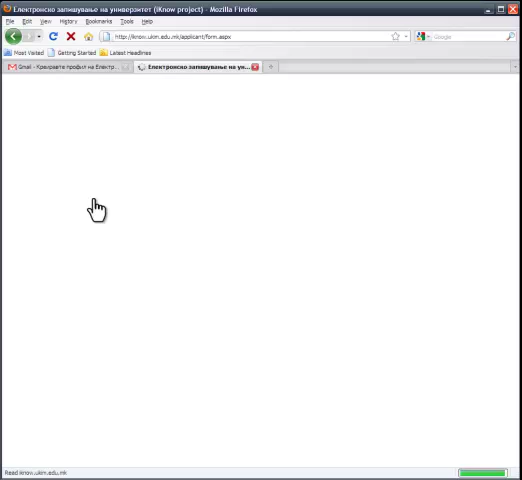 Електронско запишување на универзитет (iKnow project) - Mozilla Firefox
File Edit View History Bookmarks Tools Help
http://iknow.ukim.edu.mk/applicant/form.aspx
Google
Most Visited Getting Started Latest Headlines
Gmail - Креирајте профил на Електр... Електронско запишување на ун...
Read iknow.ukim.edu.mk